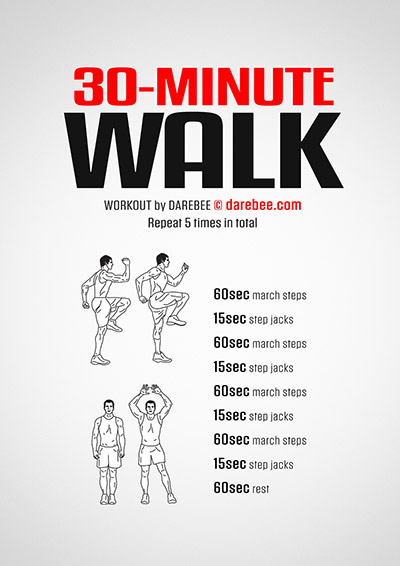 30-MINUTE
WALK
WORKOUT by DAREBEE © darebee.com
Repeat 5 times in total
60sec march steps
15sec step jacks
60sec march steps
15sec step jacks
60sec march steps
15sec step jacks
60sec march steps
15sec step jacks
60sec rest